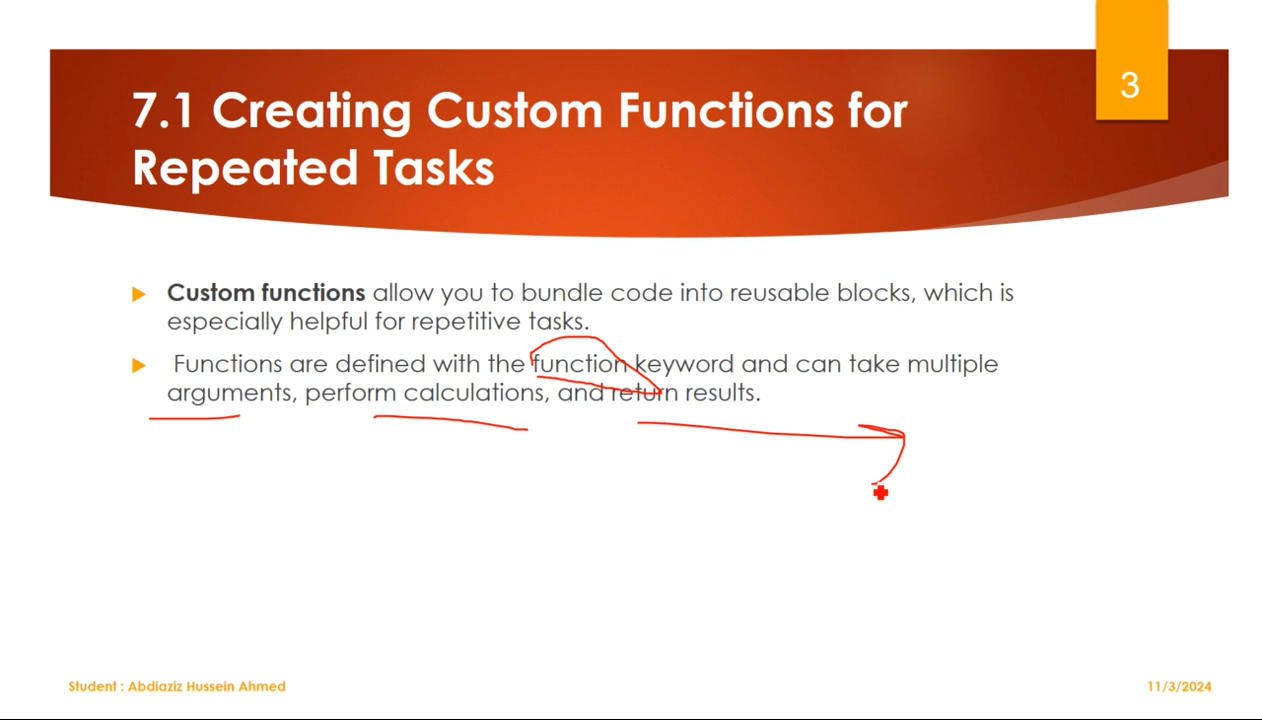 3
7.1 Creating Custom Functions for
Repeated Tasks
Custom functions allow you to bundle code into reusable blocks, which is
especially helpful for repetitive tasks.
Functions are defined with the function keyword and can take multiple
arguments, perform calculations, and return results.
Student : Abdiaziz Hussein Ahmed
11/3/2024